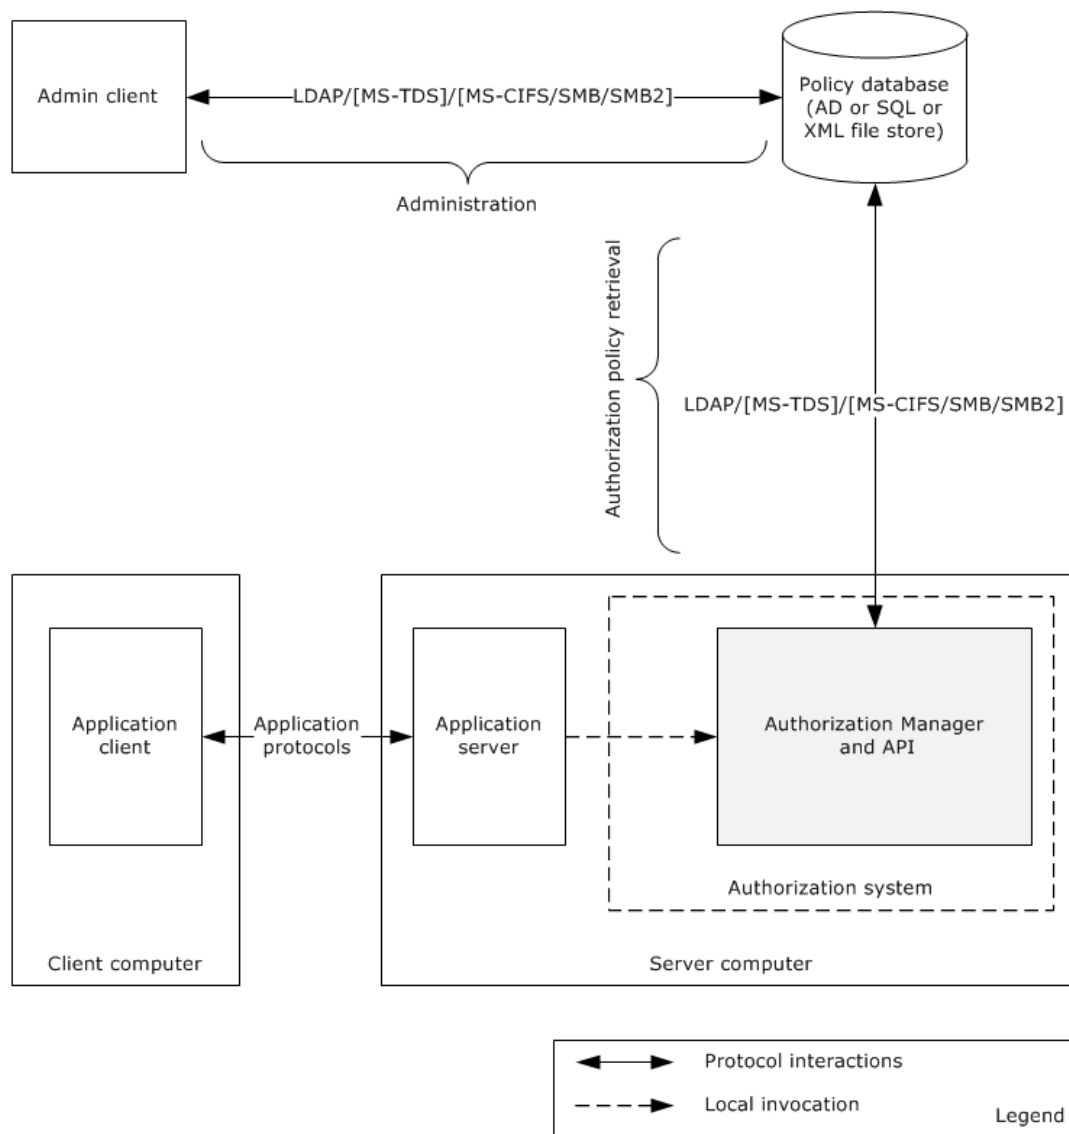 Admin client
LDAP/[MS-TDS]/[MS-CIFS/SMB/SMB2]
Policy database
(AD or SQL or
XML file store)
Administration
Authorization policy retrieval
LDAP/[MS-TDS]/[MS-CIFS/SMB/SMB2]
Application
client
Application
protocols
Application
server
Authorization Manager
and API
Authorization system
Client computer
Server computer
Protocol interactions
Local invocation
Legend